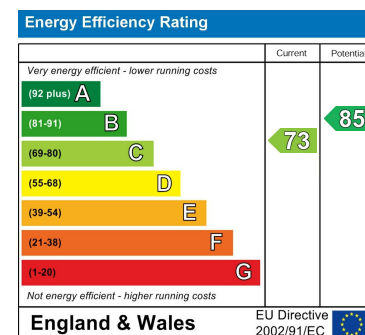 Energy Efficiency Rating
Current Potential
Very energy efficient - lower running costs
(92 plus) A
(81-91) B
(69-80) C
(55-68) D
(39-54) E
(21-38) F
(1-20) G
73
85
Not energy efficient - higher running costs
England & Wales
EU Directive
2002/91/EC